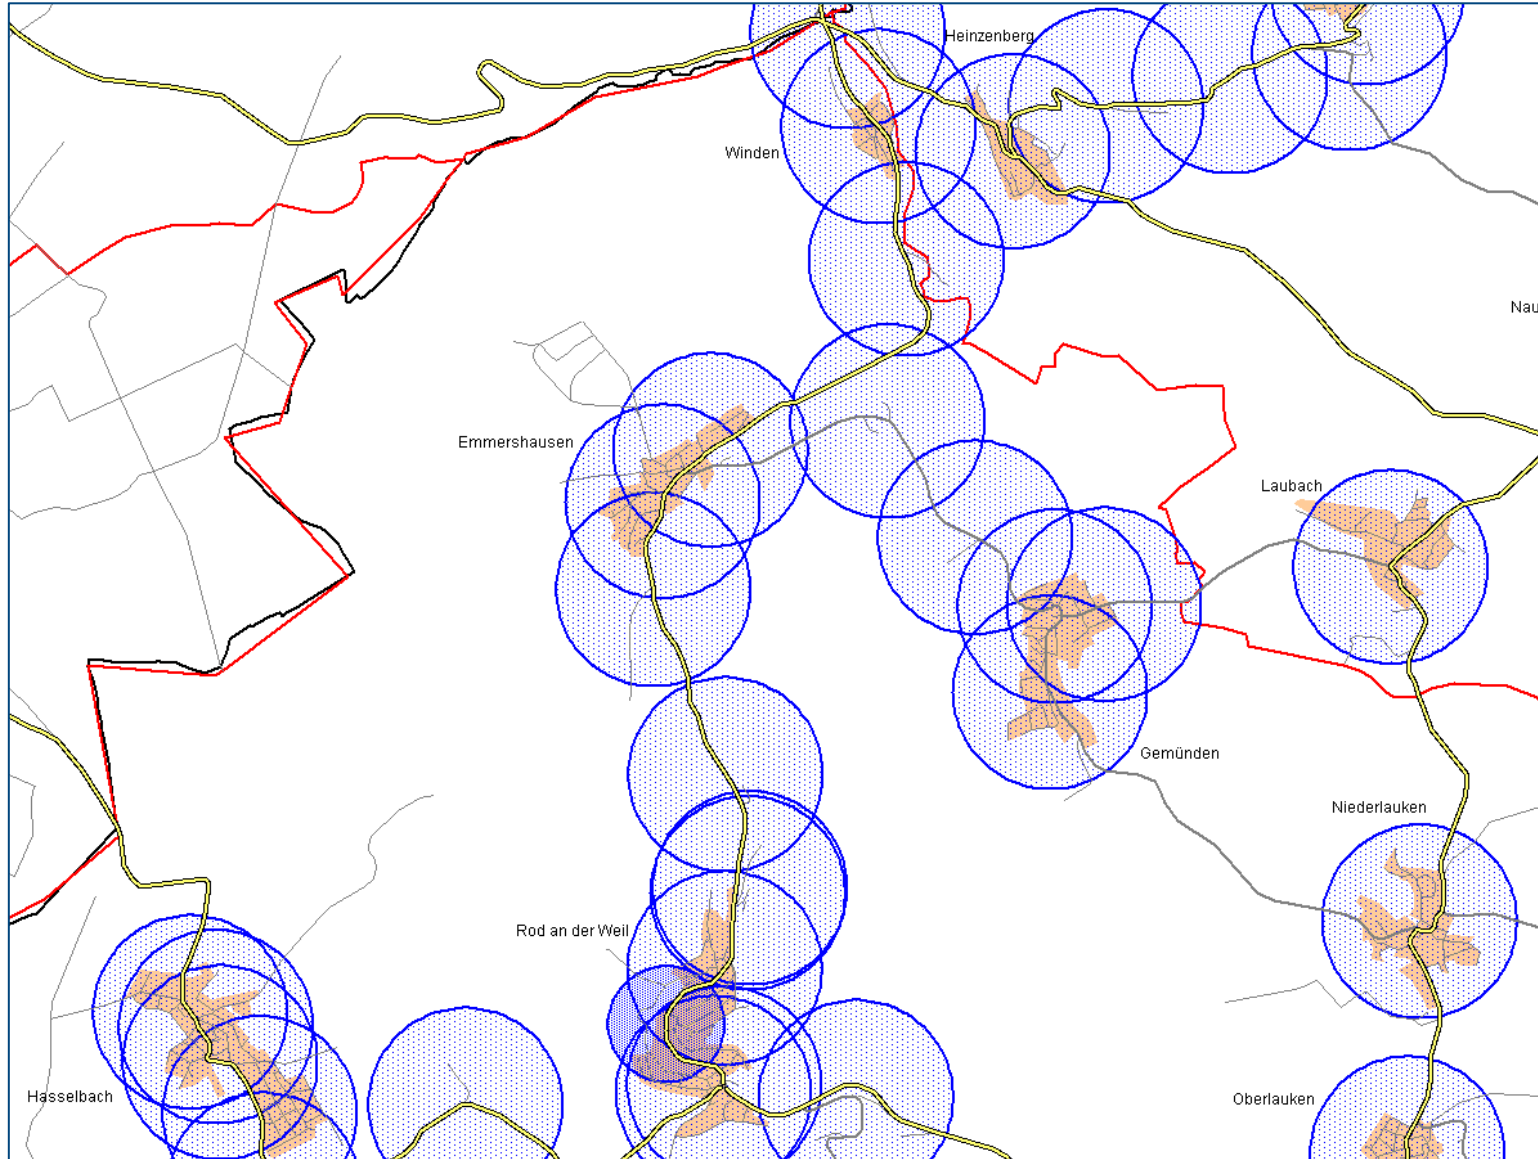 Heinzenberg
Winden
Nau
Emmershausen
Laubach
Gemünden
Niederlauken
Rod an der Weil
Hasselbach
Oberlauken